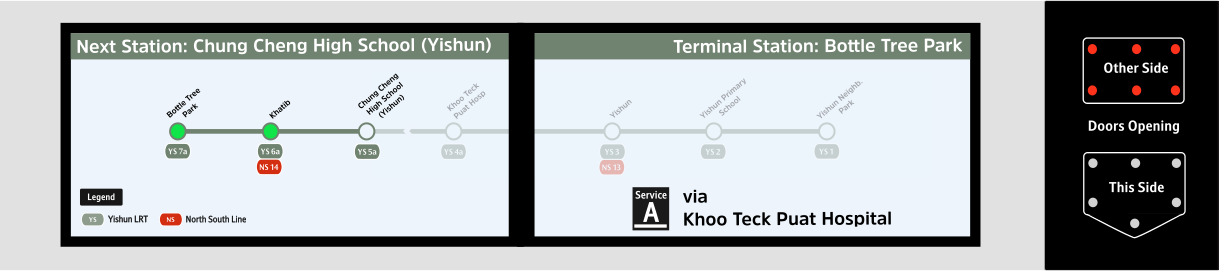 Next Station: Chung Cheng High School (Yishun)
Terminal Station: Bottle Tree Park
Bottle Tree
Park
Khatib
Chung Cheng
High School
(Yishun)
Khoo Teck
Puat Hosp
Yishun
Yishun Primary
School
Yishun Neighb.
Park
YS 7a
YS 6a
YS 5a
YS 4a
YS 3
YS 2
YS 1
NS 14
NS 13
Legend
YS Yishun LRT
NS North South Line
Service
A
via
Khoo Teck Puat Hospital
Other Side
Doors Opening
This Side